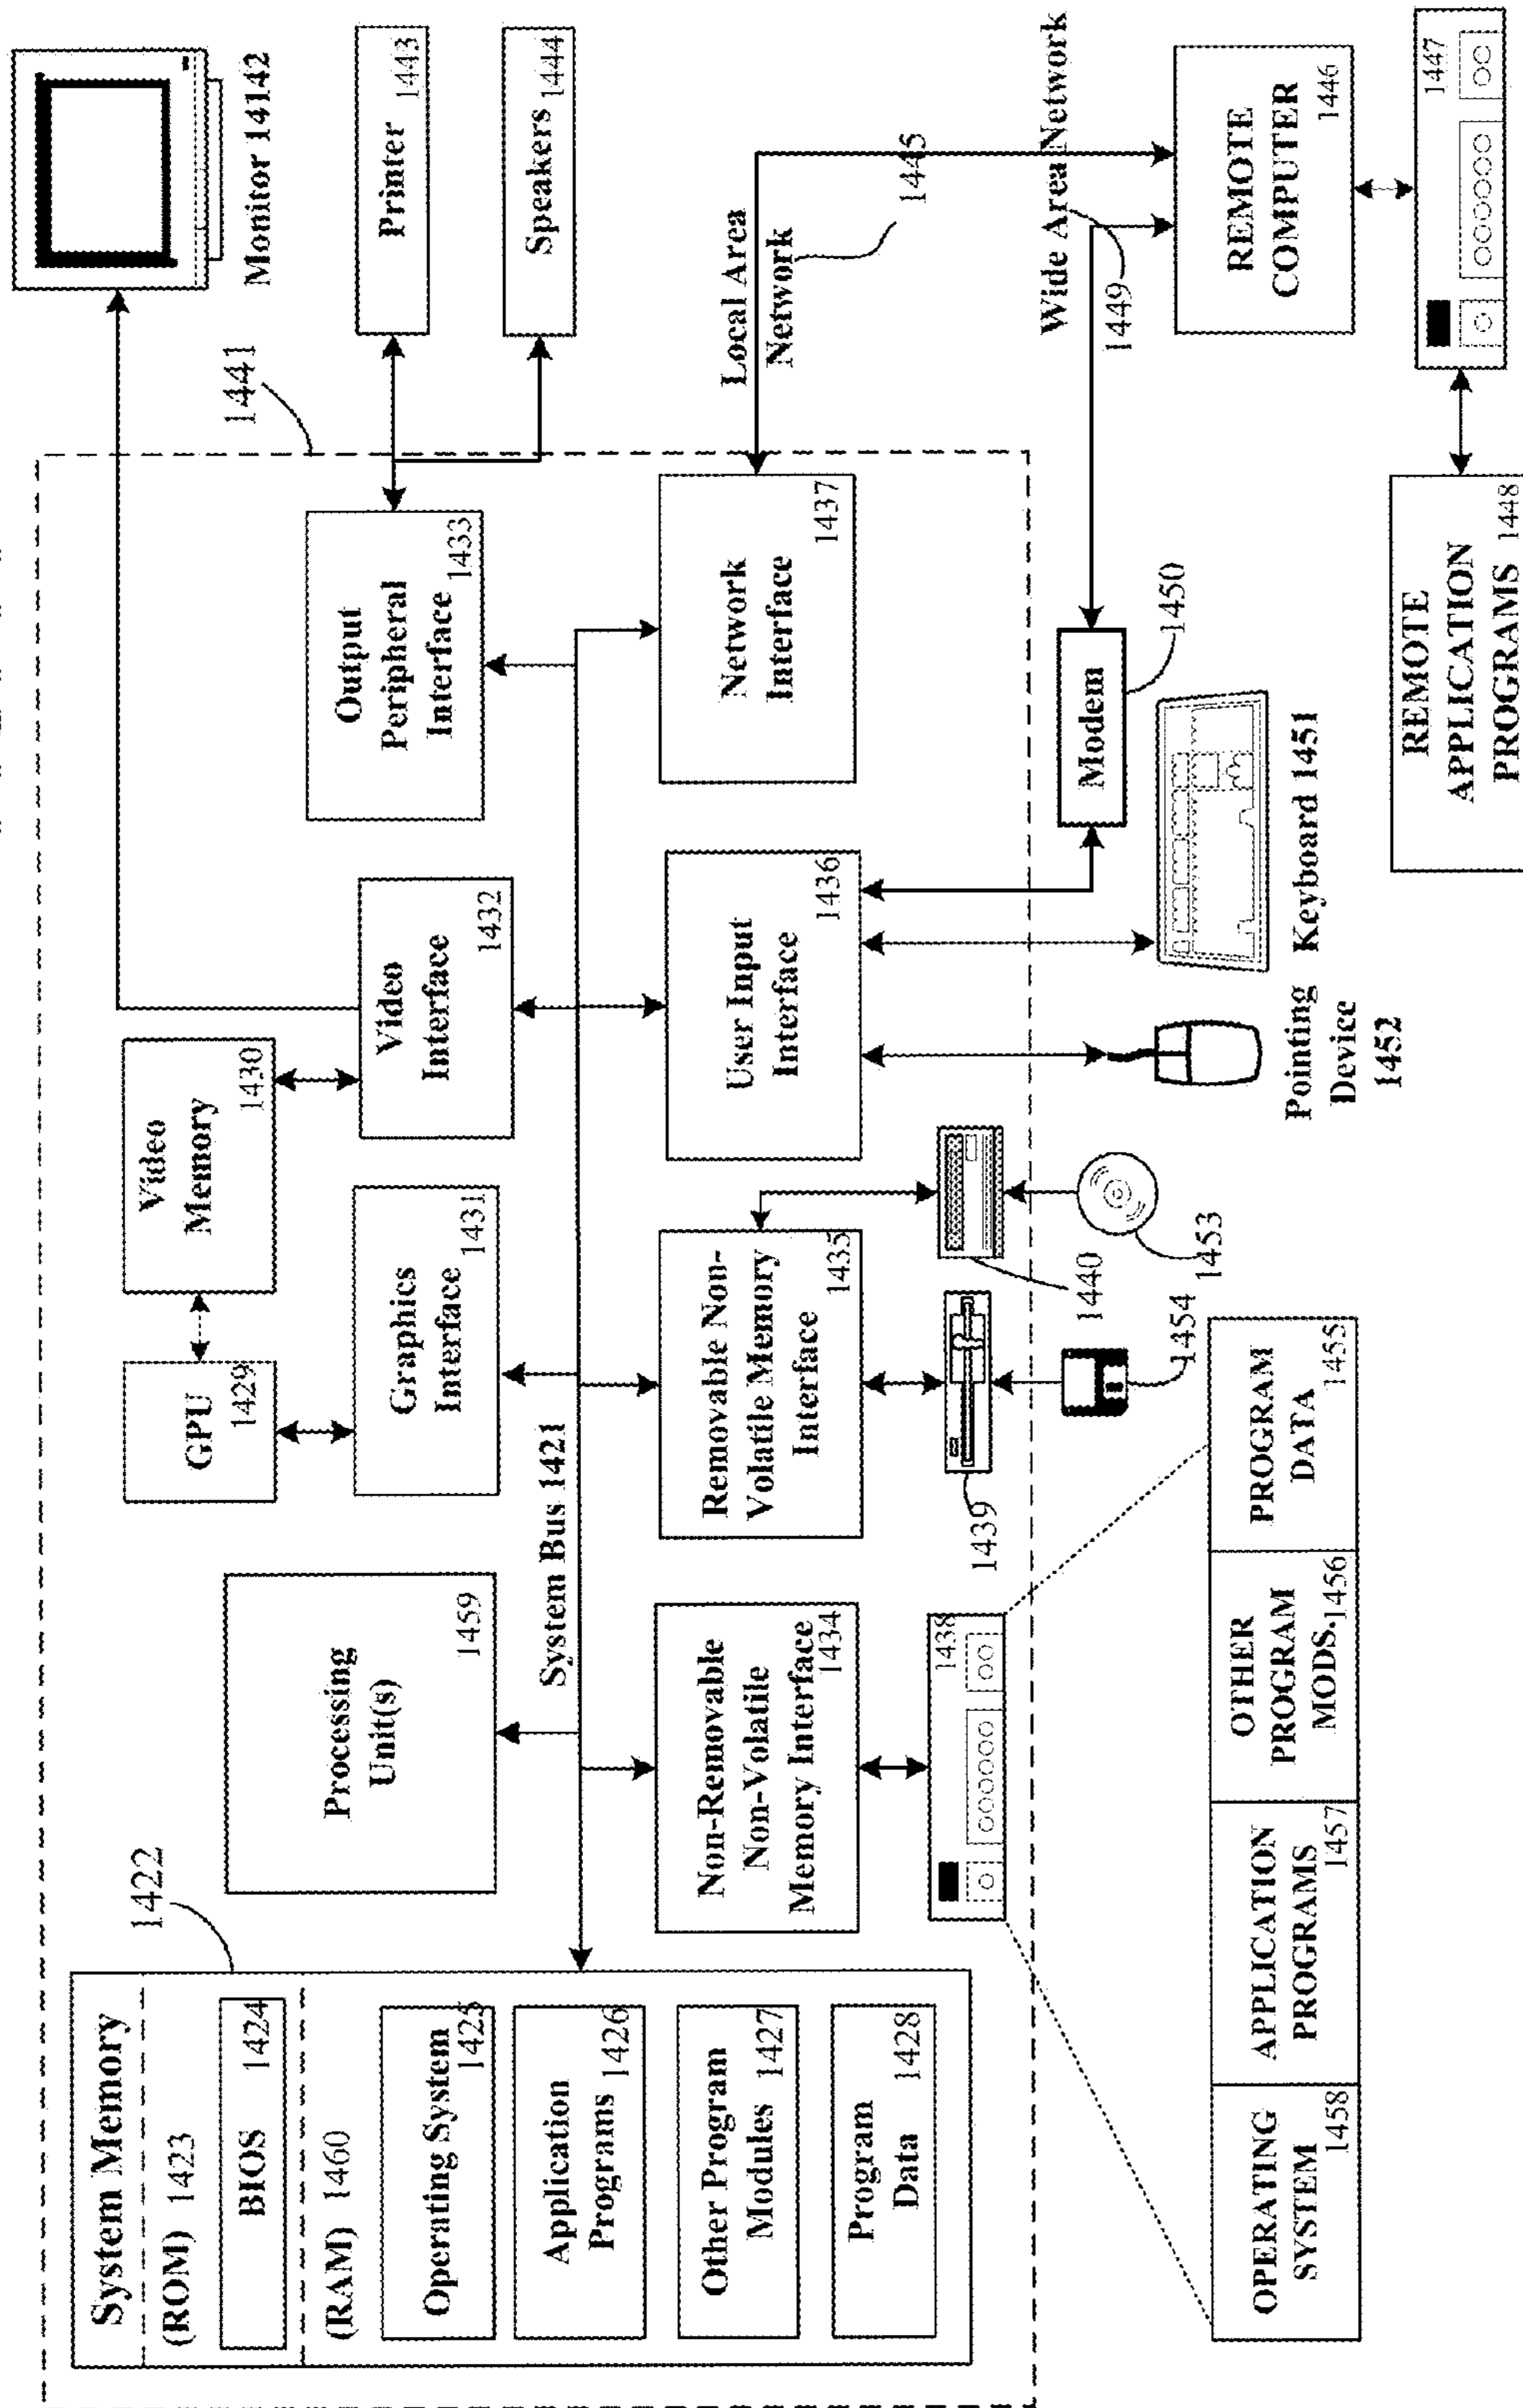 System Memory
(ROM) 1423
BIOS 1424
(RAM) 1460
Operating System
1425
Application
Programs 1426
Other Program
Modules 1427
Program
Data 1428
1422
Processing
Unit(s)
1459
System Bus 1421
GPU
1429
Video
Memory
1430
Graphics
Interface
1431
Video
Interface
1432
Output
Peripheral
Interface
1433
1441
Monitor 14142
Printer
1443
Speakers
1444
Non-Removable
Non-Volatile
Memory Interface
1434
Removable Non-
Volatile Memory
Interface
1435
User Input
Interface
1436
Network
Interface
1437
Local Area
Network
1445
Wide Area Network
1449
1438
1439
1440
1454
1453
Pointing
Device
1452
Keyboard 1451
Modem
1450
REMOTE
COMPUTER
1446
1447
REMOTE
APPLICATION
PROGRAMS 1448
OPERATING
SYSTEM
1458
APPLICATION
PROGRAMS
1457
OTHER
PROGRAM
MODS.1456
PROGRAM
DATA
1455